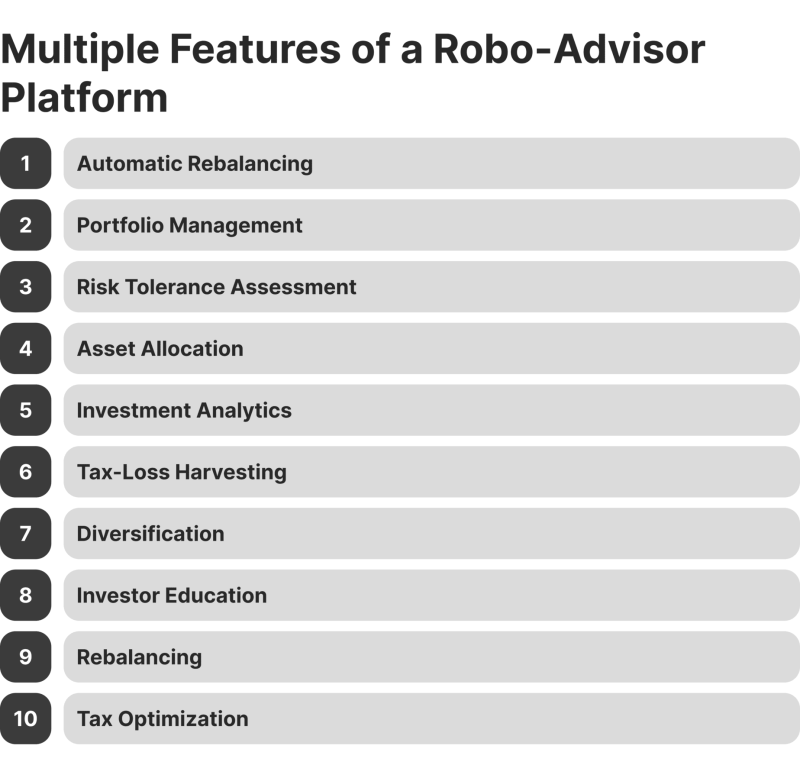 Multiple Features of a Robo-Advisor
Platform
1 Automatic Rebalancing
2 Portfolio Management
3 Risk Tolerance Assessment
4 Asset Allocation
5 Investment Analytics
6 Tax-Loss Harvesting
7 Diversification
8 Investor Education
9 Rebalancing
10 Tax Optimization